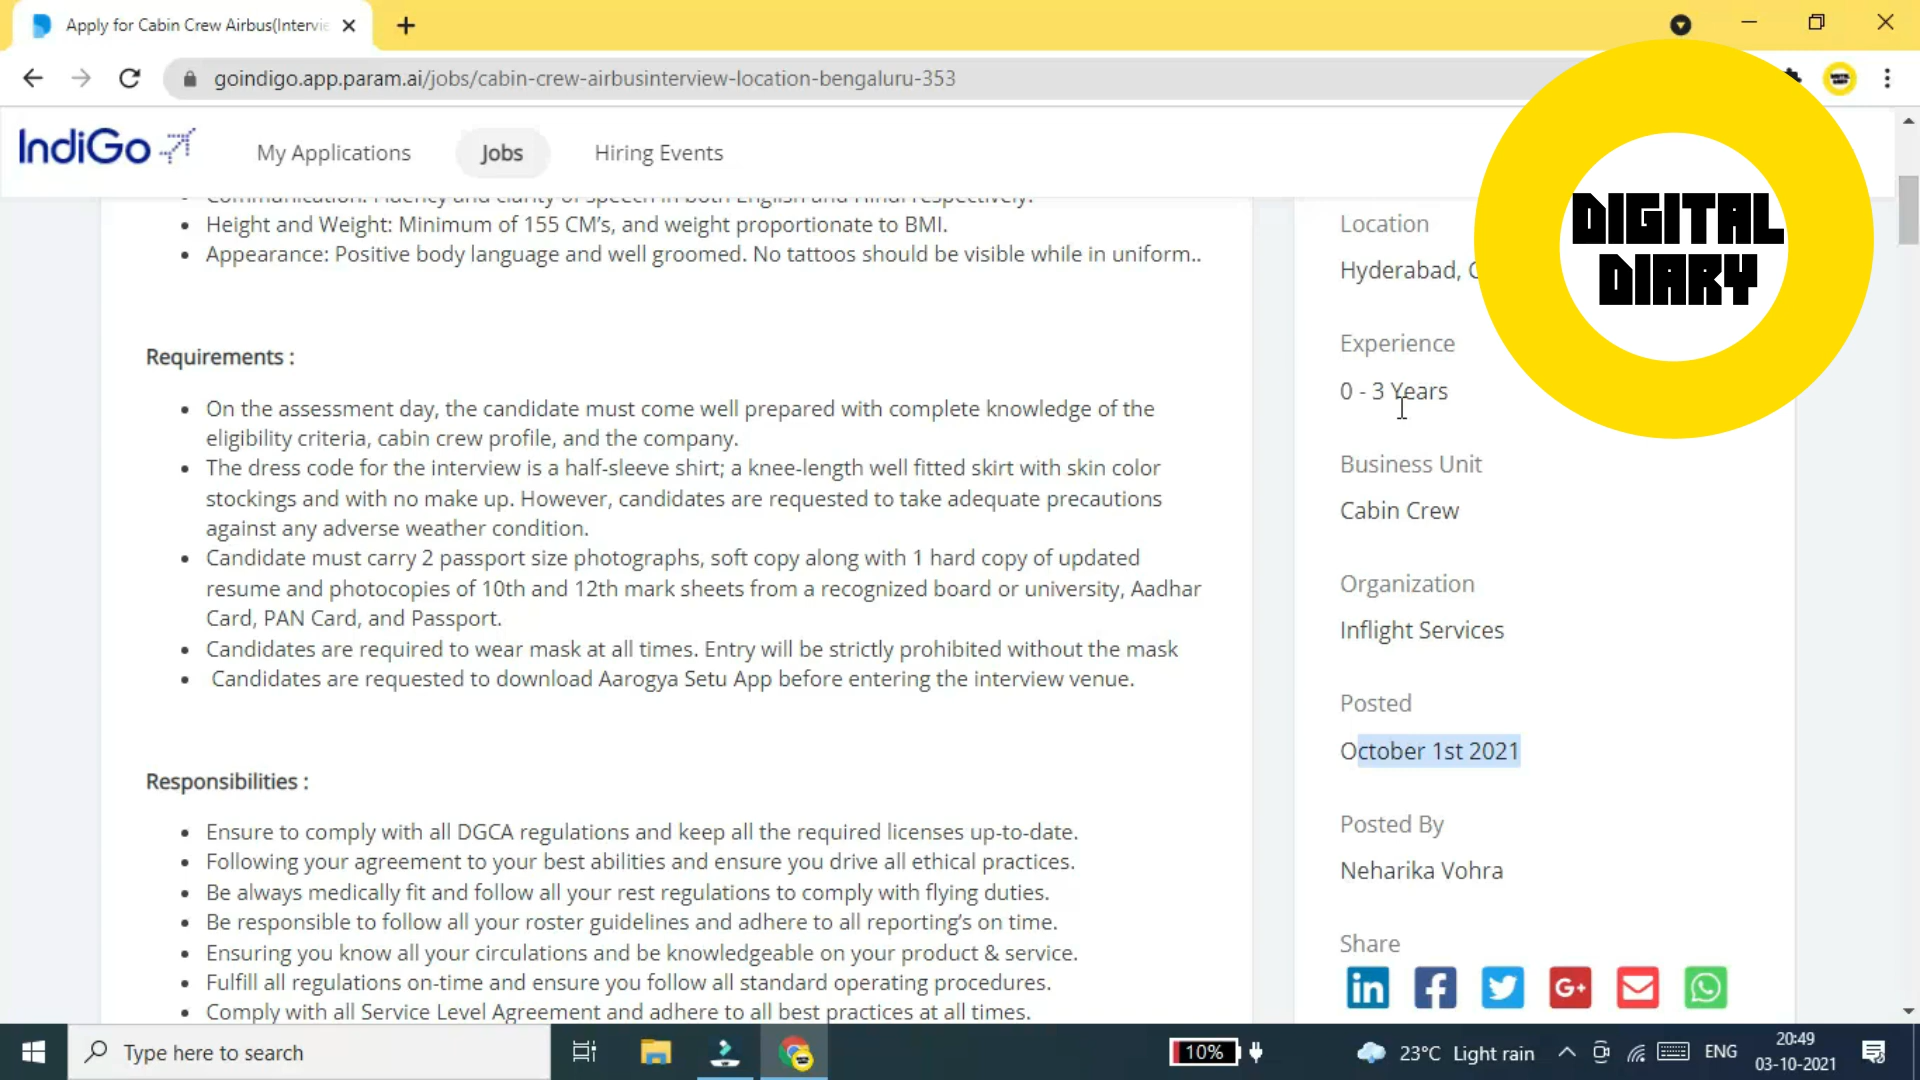 Apply for Cabin Crew Airbus(Intervie
goindigo.app.param.ai/jobs/cabin-crew-airbusinterview-location-bengaluru-353
IndiGo
My Applications
Jobs
Hiring Events
DIGITAL
DIARY
Communication: Fluency and clarity of speech in both English and Hindi respectively.
Height and Weight: Minimum of 155 CM's, and weight proportionate to BMI.
Appearance: Positive body language and well groomed. No tattoos should be visible while in uniform..
Requirements :
On the assessment day, the candidate must come well prepared with complete knowledge of the
eligibility criteria, cabin crew profile, and the company.
The dress code for the interview is a half-sleeve shirt; a knee-length well fitted skirt with skin color
stockings and with no make up. However, candidates are requested to take adequate precautions
against any adverse weather condition.
Candidate must carry 2 passport size photographs, soft copy along with 1 hard copy of updated
resume and photocopies of 10th and 12th mark sheets from a recognized board or university, Aadhar
Card, PAN Card, and Passport.
Candidates are required to wear mask at all times. Entry will be strictly prohibited without the mask
Candidates are requested to download Aarogya Setu App before entering the interview venue.
Responsibilities :
Ensure to comply with all DGCA regulations and keep all the required licenses up-to-date.
Following your agreement to your best abilities and ensure you drive all ethical practices.
Be always medically fit and follow all your rest regulations to comply with flying duties.
Be responsible to follow all your roster guidelines and adhere to all reporting's on time.
Ensuring you know all your circulations and be knowledgeable on your product & service.
Fulfill all regulations on-time and ensure you follow all standard operating procedures.
Comply with all Service Level Agreement and adhere to all best practices at all times.
Location
Hyderabad,
Experience
0 - 3 Years
Business Unit
Cabin Crew
Organization
Inflight Services
Posted
October 1st 2021
Posted By
Neharika Vohra
Share
in
f
G+
Type here to search
10%
23°C Light rain
ENG
20:49
03-10-2021